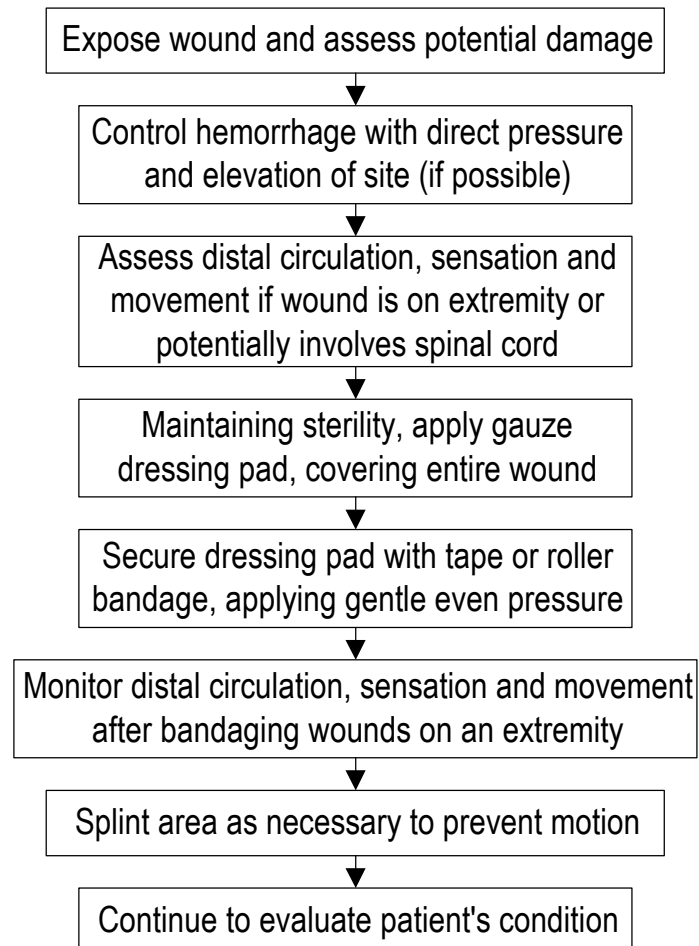 Expose wound and assess potential damage
Control hemorrhage with direct pressure
and elevation of site (if possible)
Assess distal circulation, sensation and
movement if wound is on extremity or
potentially involves spinal cord
Maintaining sterility, apply gauze
dressing pad, covering entire wound
Secure dressing pad with tape or roller
bandage, applying gentle even pressure
Monitor distal circulation, sensation and movement
after bandaging wounds on an extremity
Splint area as necessary to prevent motion
Continue to evaluate patient's condition